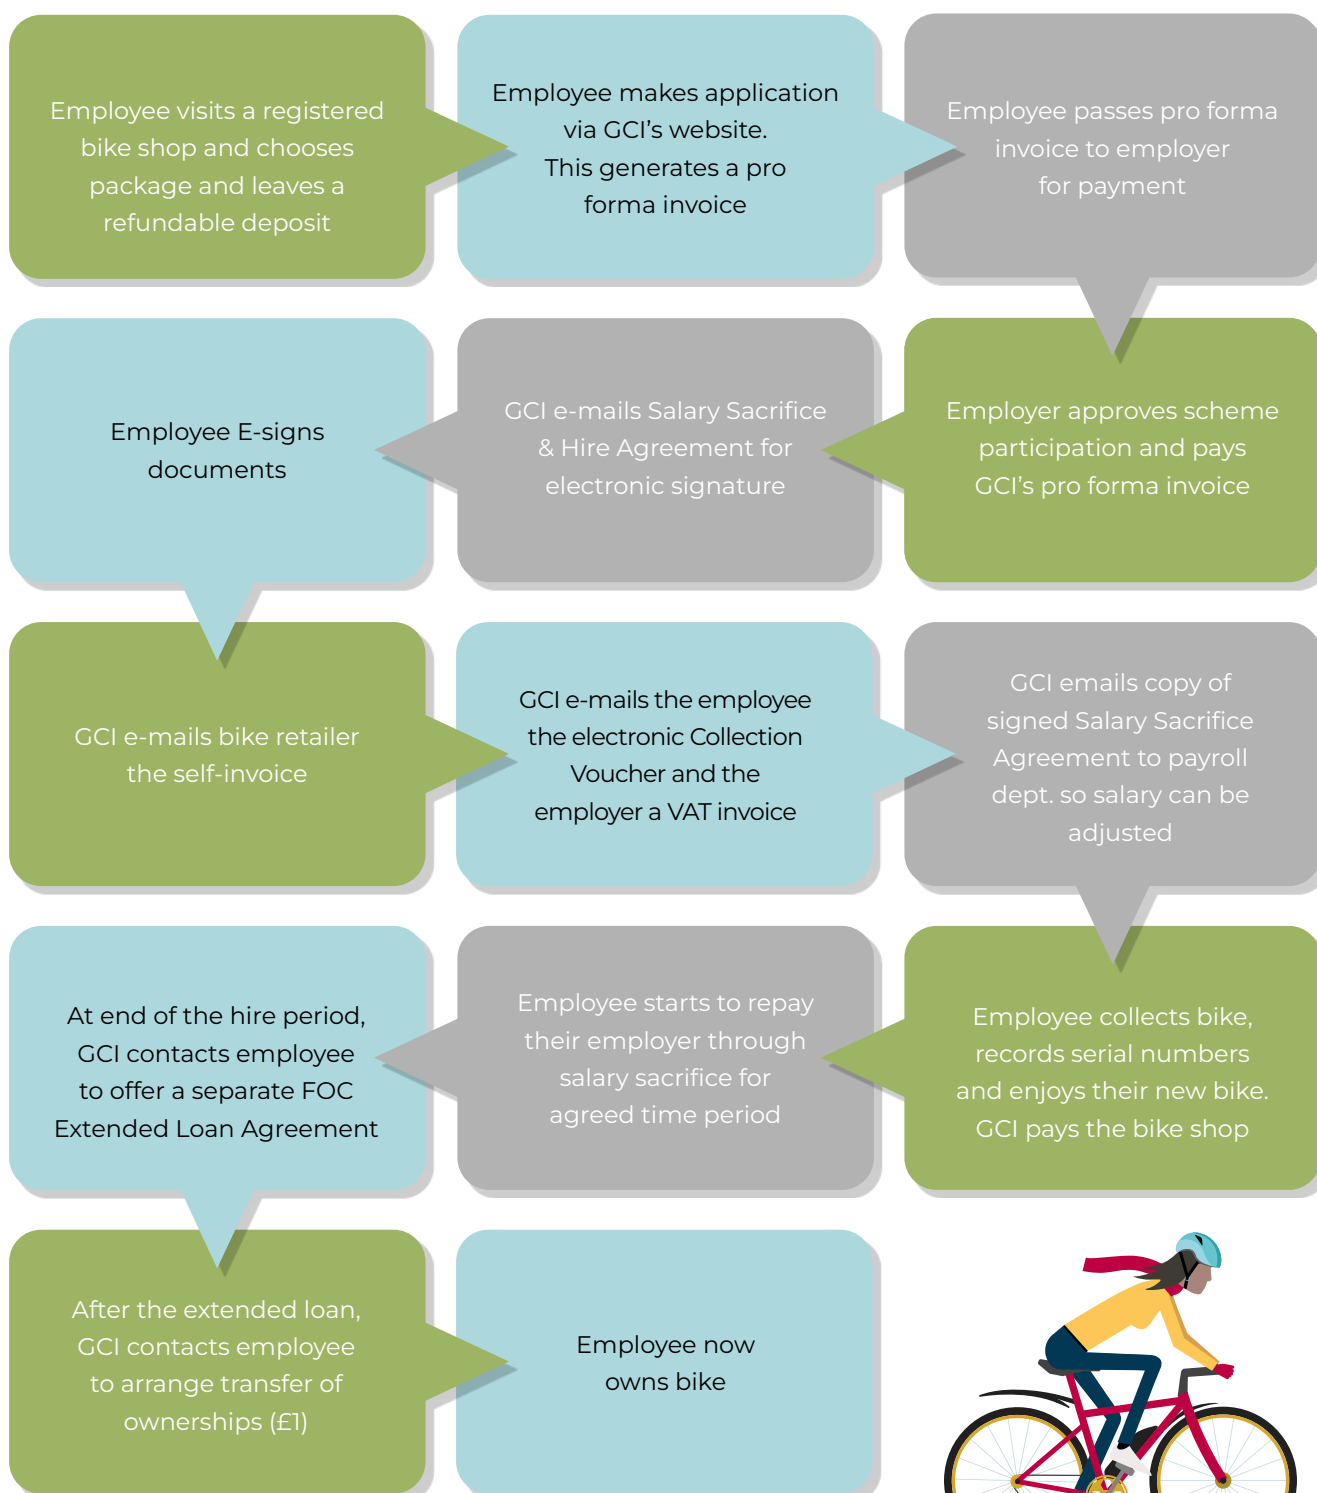 Employee visits a registered
bike shop and chooses
package and leaves a
refundable deposit
Employee makes application
via GCI’s website.
This generates a pro
forma invoice
Employee passes pro forma
invoice to employer
for payment
Employer approves scheme
participation and pays
GCI’s pro forma invoice
GCI e-mails Salary Sacrifice
& Hire Agreement for
electronic signature
Employee E-signs
documents
GCI e-mails bike retailer
the self-invoice
GCI e-mails the employee
the electronic Collection
Voucher and the
employer a VAT invoice
GCI emails copy of
signed Salary Sacrifice
Agreement to payroll
dept. so salary can be
adjusted
Employee collects bike,
records serial numbers
and enjoys their new bike.
GCI pays the bike shop
Employee starts to repay
their employer through
salary sacrifice for
agreed time period
At end of the hire period,
GCI contacts employee
to offer a separate FOC
Extended Loan Agreement
After the extended loan,
GCI contacts employee
to arrange transfer of
ownerships (£1)
Employee now
owns bike